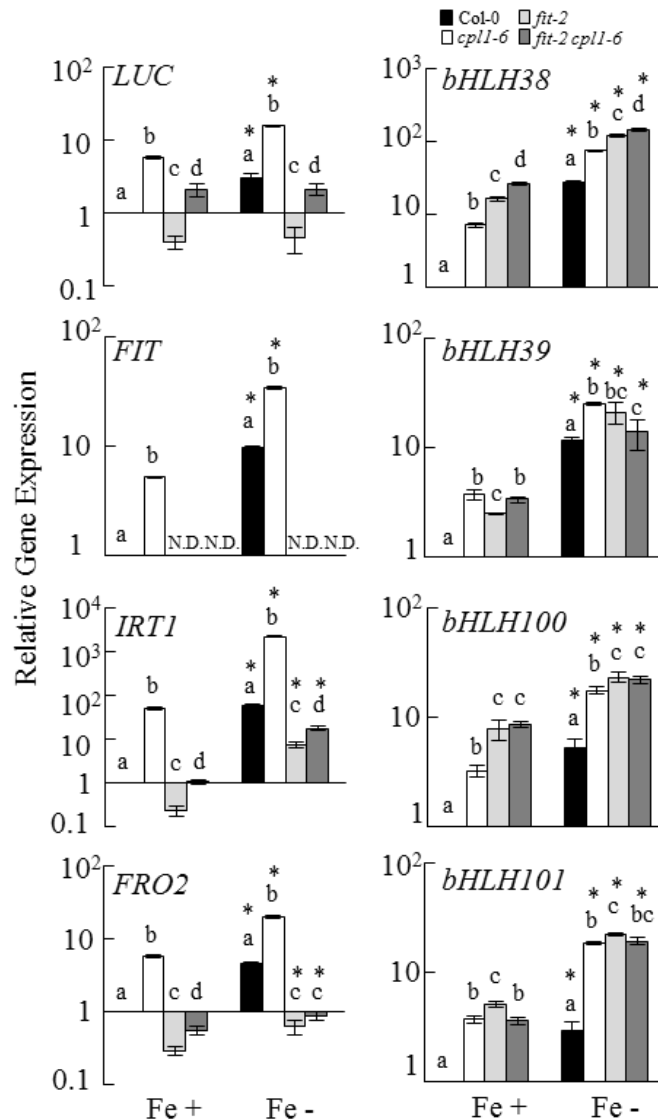 Col-0 fit-2
cpl1-6 fit-2 cpl1-6
Relative Gene Expression
LUC
10²
10
1
0.1
a b c d
* *
a b c d
FIT
10²
10
1
a b N.D. N.D.
* *
a b N.D. N.D.
IRT1
10⁴
10³
10²
10
1
0.1
a b c d
* * * *
a b c d
FRO2
10²
10
1
0.1
a b c d
* * * *
a b c c
Fe + Fe -
bHLH38
10³
10²
10
1
a b c d
* * * *
a b c d
bHLH39
10²
10
1
a b c b
* * * *
a b bc c
bHLH100
10²
10
1
a b c c
* * * *
a b c c
bHLH101
10²
10
1
a b c b
* * * *
a b c bc
Fe + Fe -